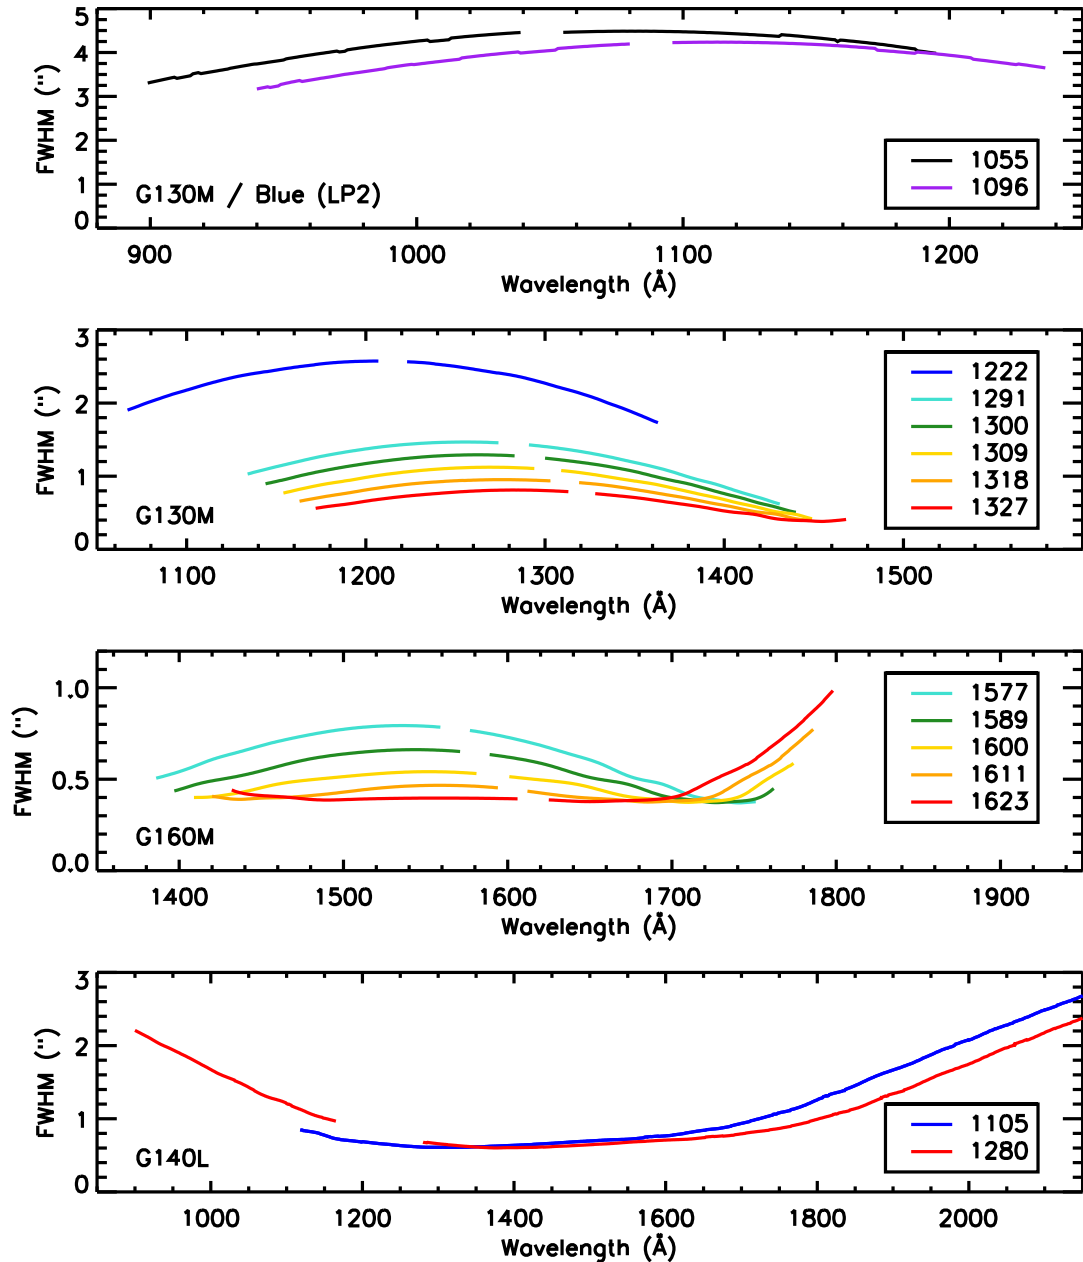 5
4
3
2
1
0
FWHM (")
G130M / Blue (LP2)
1055
1096
900 1000 1100 1200
Wavelength (Å)
3
2
1
0
FWHM (")
G130M
1222
1291
1300
1309
1318
1327
1100 1200 1300 1400 1500
Wavelength (Å)
1.0
0.5
0.0
FWHM (")
G160M
1577
1589
1600
1611
1623
1400 1500 1600 1700 1800 1900
Wavelength (Å)
3
2
1
0
FWHM (")
G140L
1105
1280
1000 1200 1400 1600 1800 2000
Wavelength (Å)